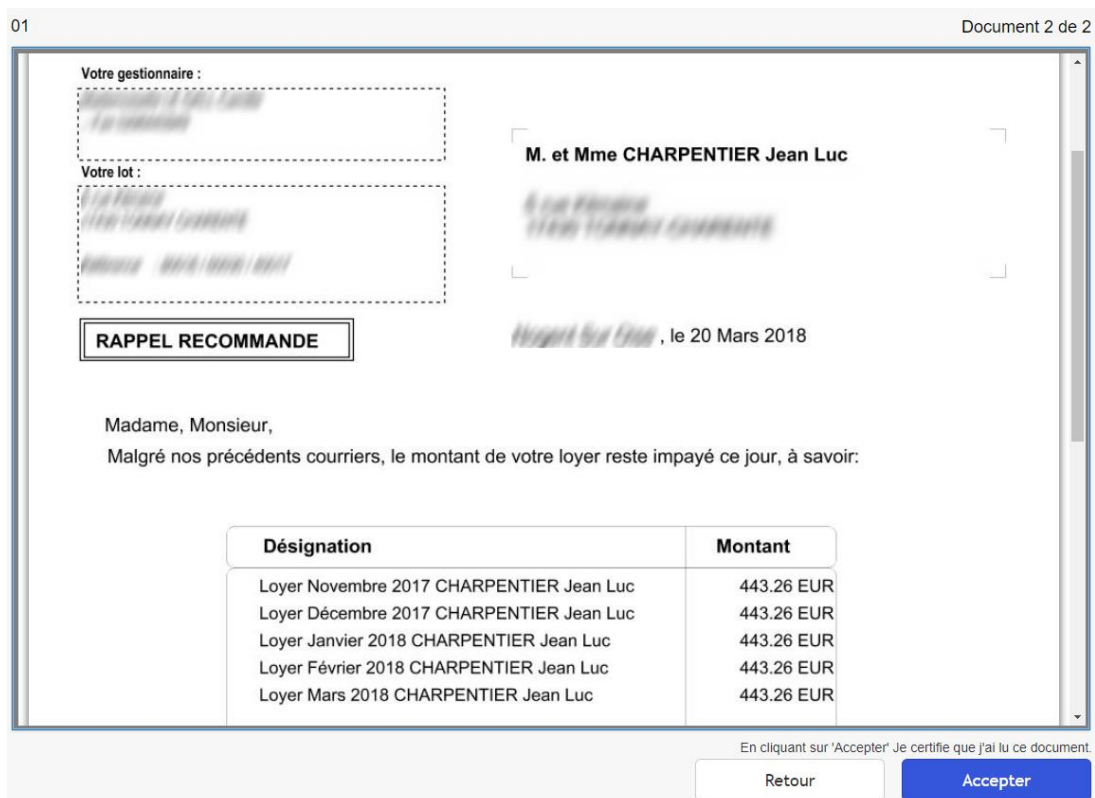 01
Document 2 de 2
Votre gestionnaire :
M. et Mme CHARPENTIER Jean Luc
Votre lot :
RAPPEL RECOMMANDE
, le 20 Mars 2018
Madame, Monsieur,
Malgré nos précédents courriers, le montant de votre loyer reste impayé ce jour, à savoir:
Désignation Montant
Loyer Novembre 2017 CHARPENTIER Jean Luc 443.26 EUR
Loyer Décembre 2017 CHARPENTIER Jean Luc 443.26 EUR
Loyer Janvier 2018 CHARPENTIER Jean Luc 443.26 EUR
Loyer Février 2018 CHARPENTIER Jean Luc 443.26 EUR
Loyer Mars 2018 CHARPENTIER Jean Luc 443.26 EUR
En cliquant sur 'Accepter' Je certifie que j'ai lu ce document.
Retour
Accepter